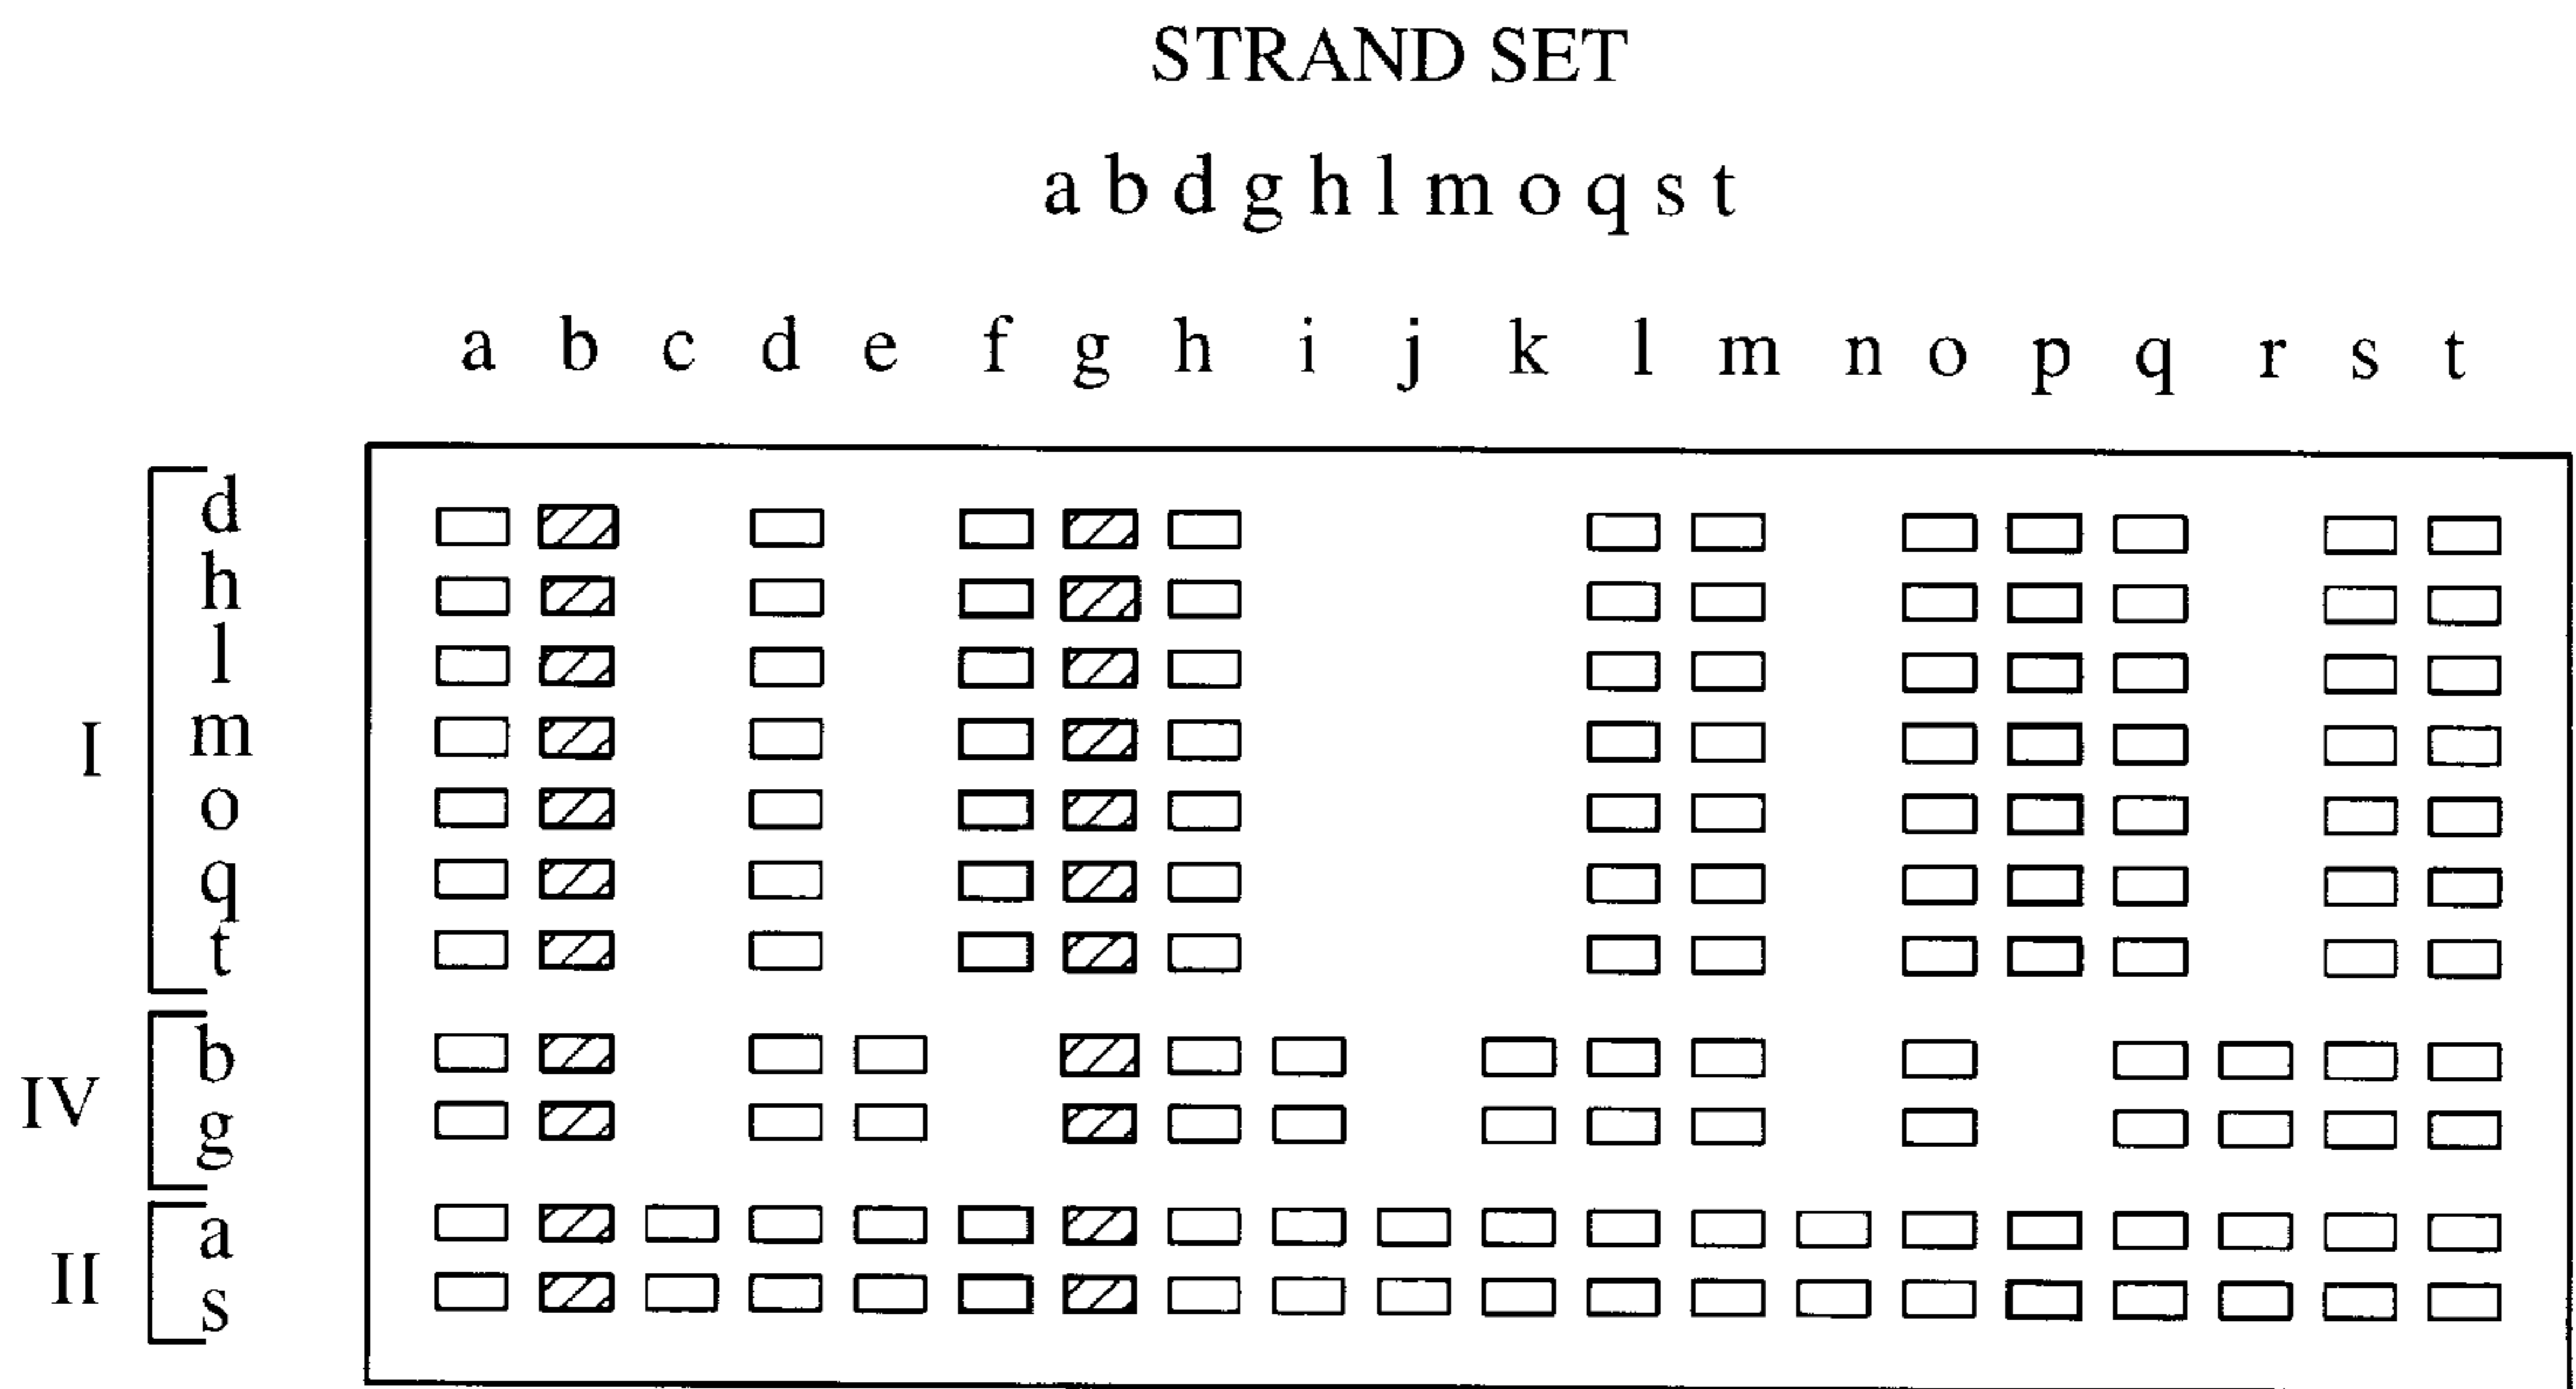 STRAND SET
a b d g h l m o q s t
a b c d e f g h i j k l m n o p q r s t
d
h
l
I m
o
q
t
b
IV g
a
II s